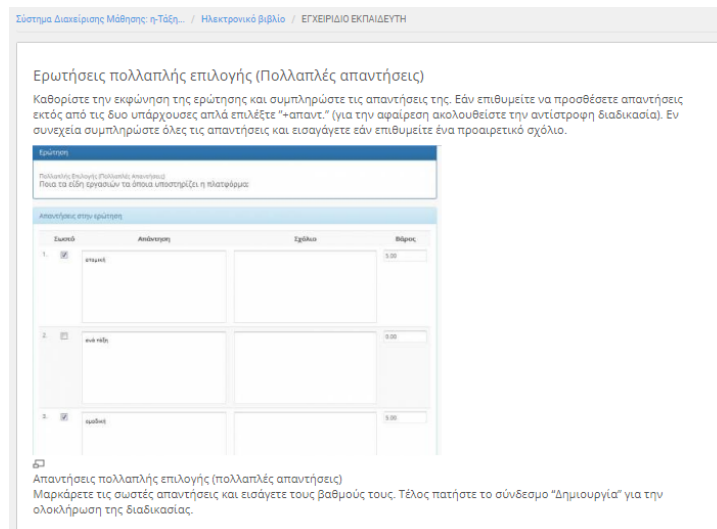 Σύστημα Διαχείρισης Μάθησης: η-Τάξη... / Ηλεκτρονικό βιβλίο / ΕΓΧΕΙΡΙΔΙΟ ΕΚΠΑΙΔΕΥΤΗ
Ερωτήσεις πολλαπλής επιλογής (Πολλαπλές απαντήσεις)
Καθορίστε την εκφώνηση της ερώτησης και συμπληρώστε τις απαντήσεις της. Εάν επιθυμείτε να προσθέσετε απαντήσεις
εκτός από τις δυο υπάρχουσες απλά επιλέξτε "+απαντ." (για την αφαίρεση ακολουθείστε την αντίστροφη διαδικασία). Εν
συνεχεία συμπληρώστε όλες τις απαντήσεις και εισαγάγετε εάν επιθυμείτε ένα προαιρετικό σχόλιο.
Ερώτηση
Πολλαπλής Επιλογής (Πολλαπλές Απαντήσεις)
Ποια τα είδη εργασιών τα όποια υποστηρίζει η πλατφόρμα:
Απαντήσεις στην ερώτηση
Σωστό Απάντηση Σχόλιο Βάρος
1. ατομική 5.00
2. ανά τάξη 0.00
3. ομαδική 5.00
Απαντήσεις πολλαπλής επιλογής (πολλαπλές απαντήσεις)
Μαρκάρετε τις σωστές απαντήσεις και εισάγετε τους βαθμούς τους. Τέλος πατήστε το σύνδεσμο "Δημιουργία" για την
ολοκλήρωση της διαδικασίας.